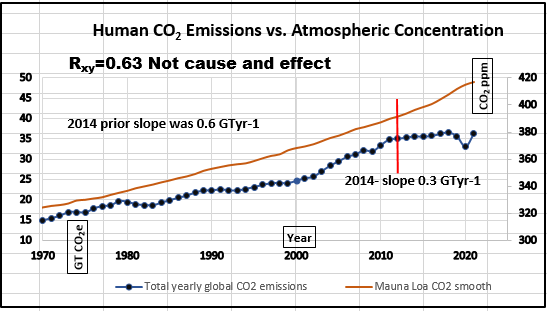 Human CO2 Emissions vs. Atmospheric Concentration
Rxy=0.63 Not cause and effect
50
45
40
35
30
25
20
15
10
2014 prior slope was 0.6 GTyr-1
2014- slope 0.3 GTyr-1
CO2 ppm
420
400
380
360
340
320
300
1970
1980
1990
2000
2010
2020
GT CO2e
Year
Total yearly global CO2 emissions
Mauna Loa CO2 smooth